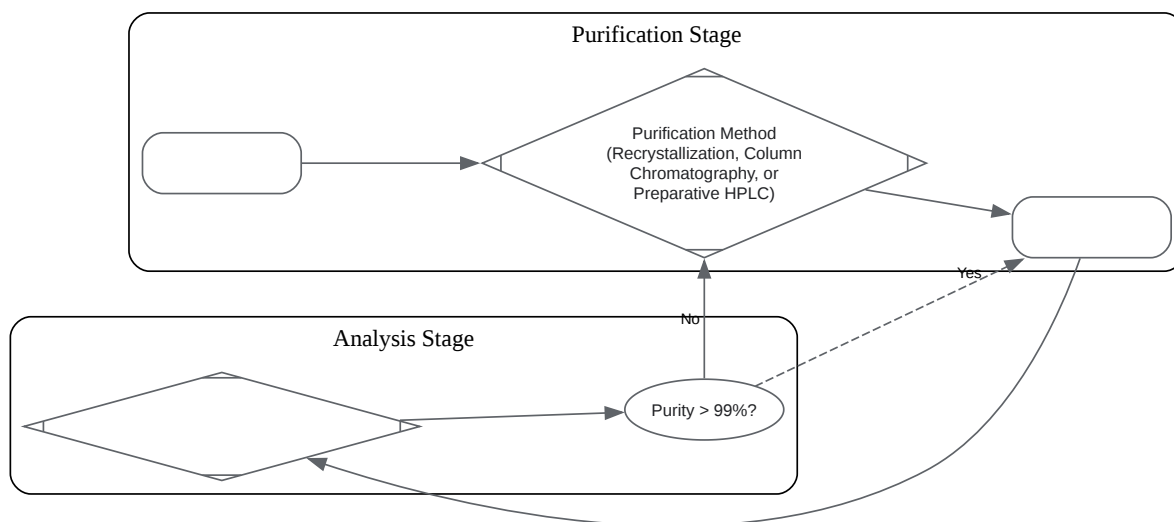 Purification Stage
Purification Method
(Recrystallization, Column
Chromatography, or
Preparative HPLC)
Yes
No
Analysis Stage
Purity > 99%?